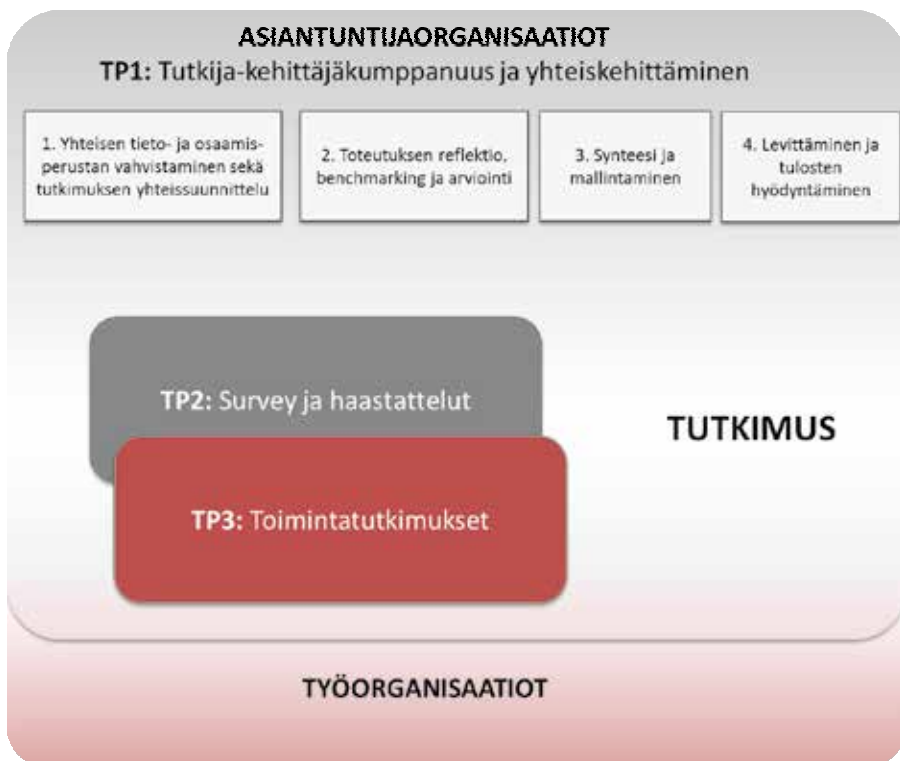 ASIANTUNTIJAORGANISAATIOT
TP1: Tutkija-kehittäjäkumppanuus ja yhteiskehittäminen
1. Yhteisen tieto- ja osaamis-
perustan vahvistaminen sekä
tutkimuksen yhteissuunnittelu
2. Toteutuksen reflektio,
benchmarking ja arviointi
3. Synteesi ja
mallintaminen
4. Levittäminen ja
tulosten
hyödyntäminen
TP2: Survey ja haastattelut
TUTKIMUS
TP3: Toimintatutkimukset
TYÖORGANISAATIOT